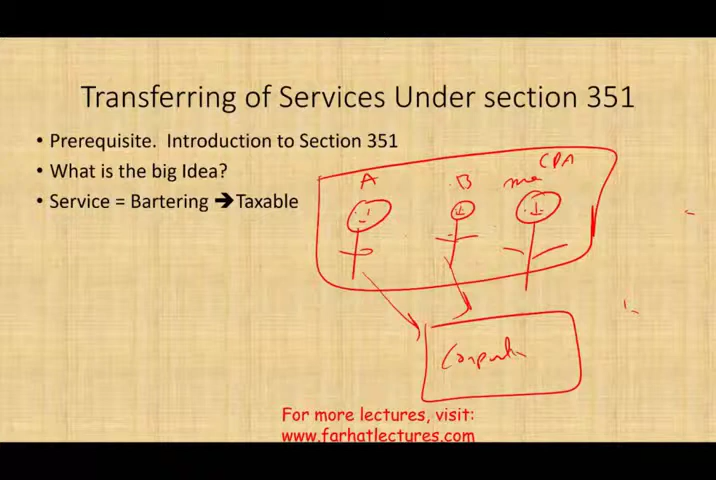 Transferring of Services Under section 351
• Prerequisite. Introduction to Section 351
• What is the big Idea?
• Service = Bartering ➔Taxable
CPA
A B me
For more lectures, visit:
www.farhatlectures.com